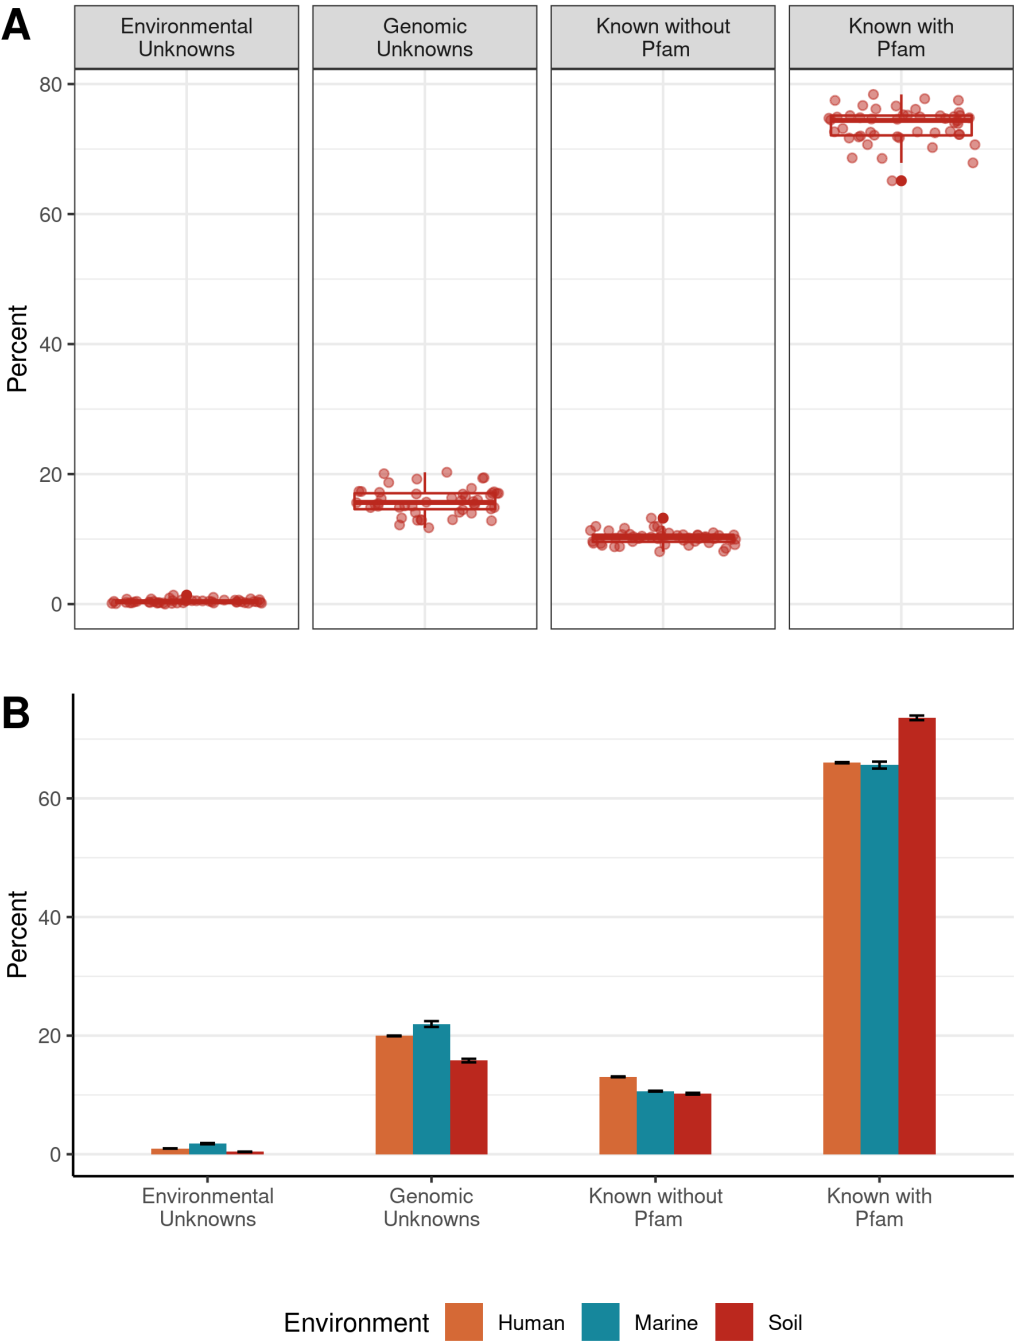 A
Environmental
Unknowns
Genomic
Unknowns
Known without
Pfam
Known with
Pfam
Percent
80
60
40
20
0
B
Percent
60
40
20
0
Environmental
Unknowns
Genomic
Unknowns
Known without
Pfam
Known with
Pfam
Environment Human Marine Soil